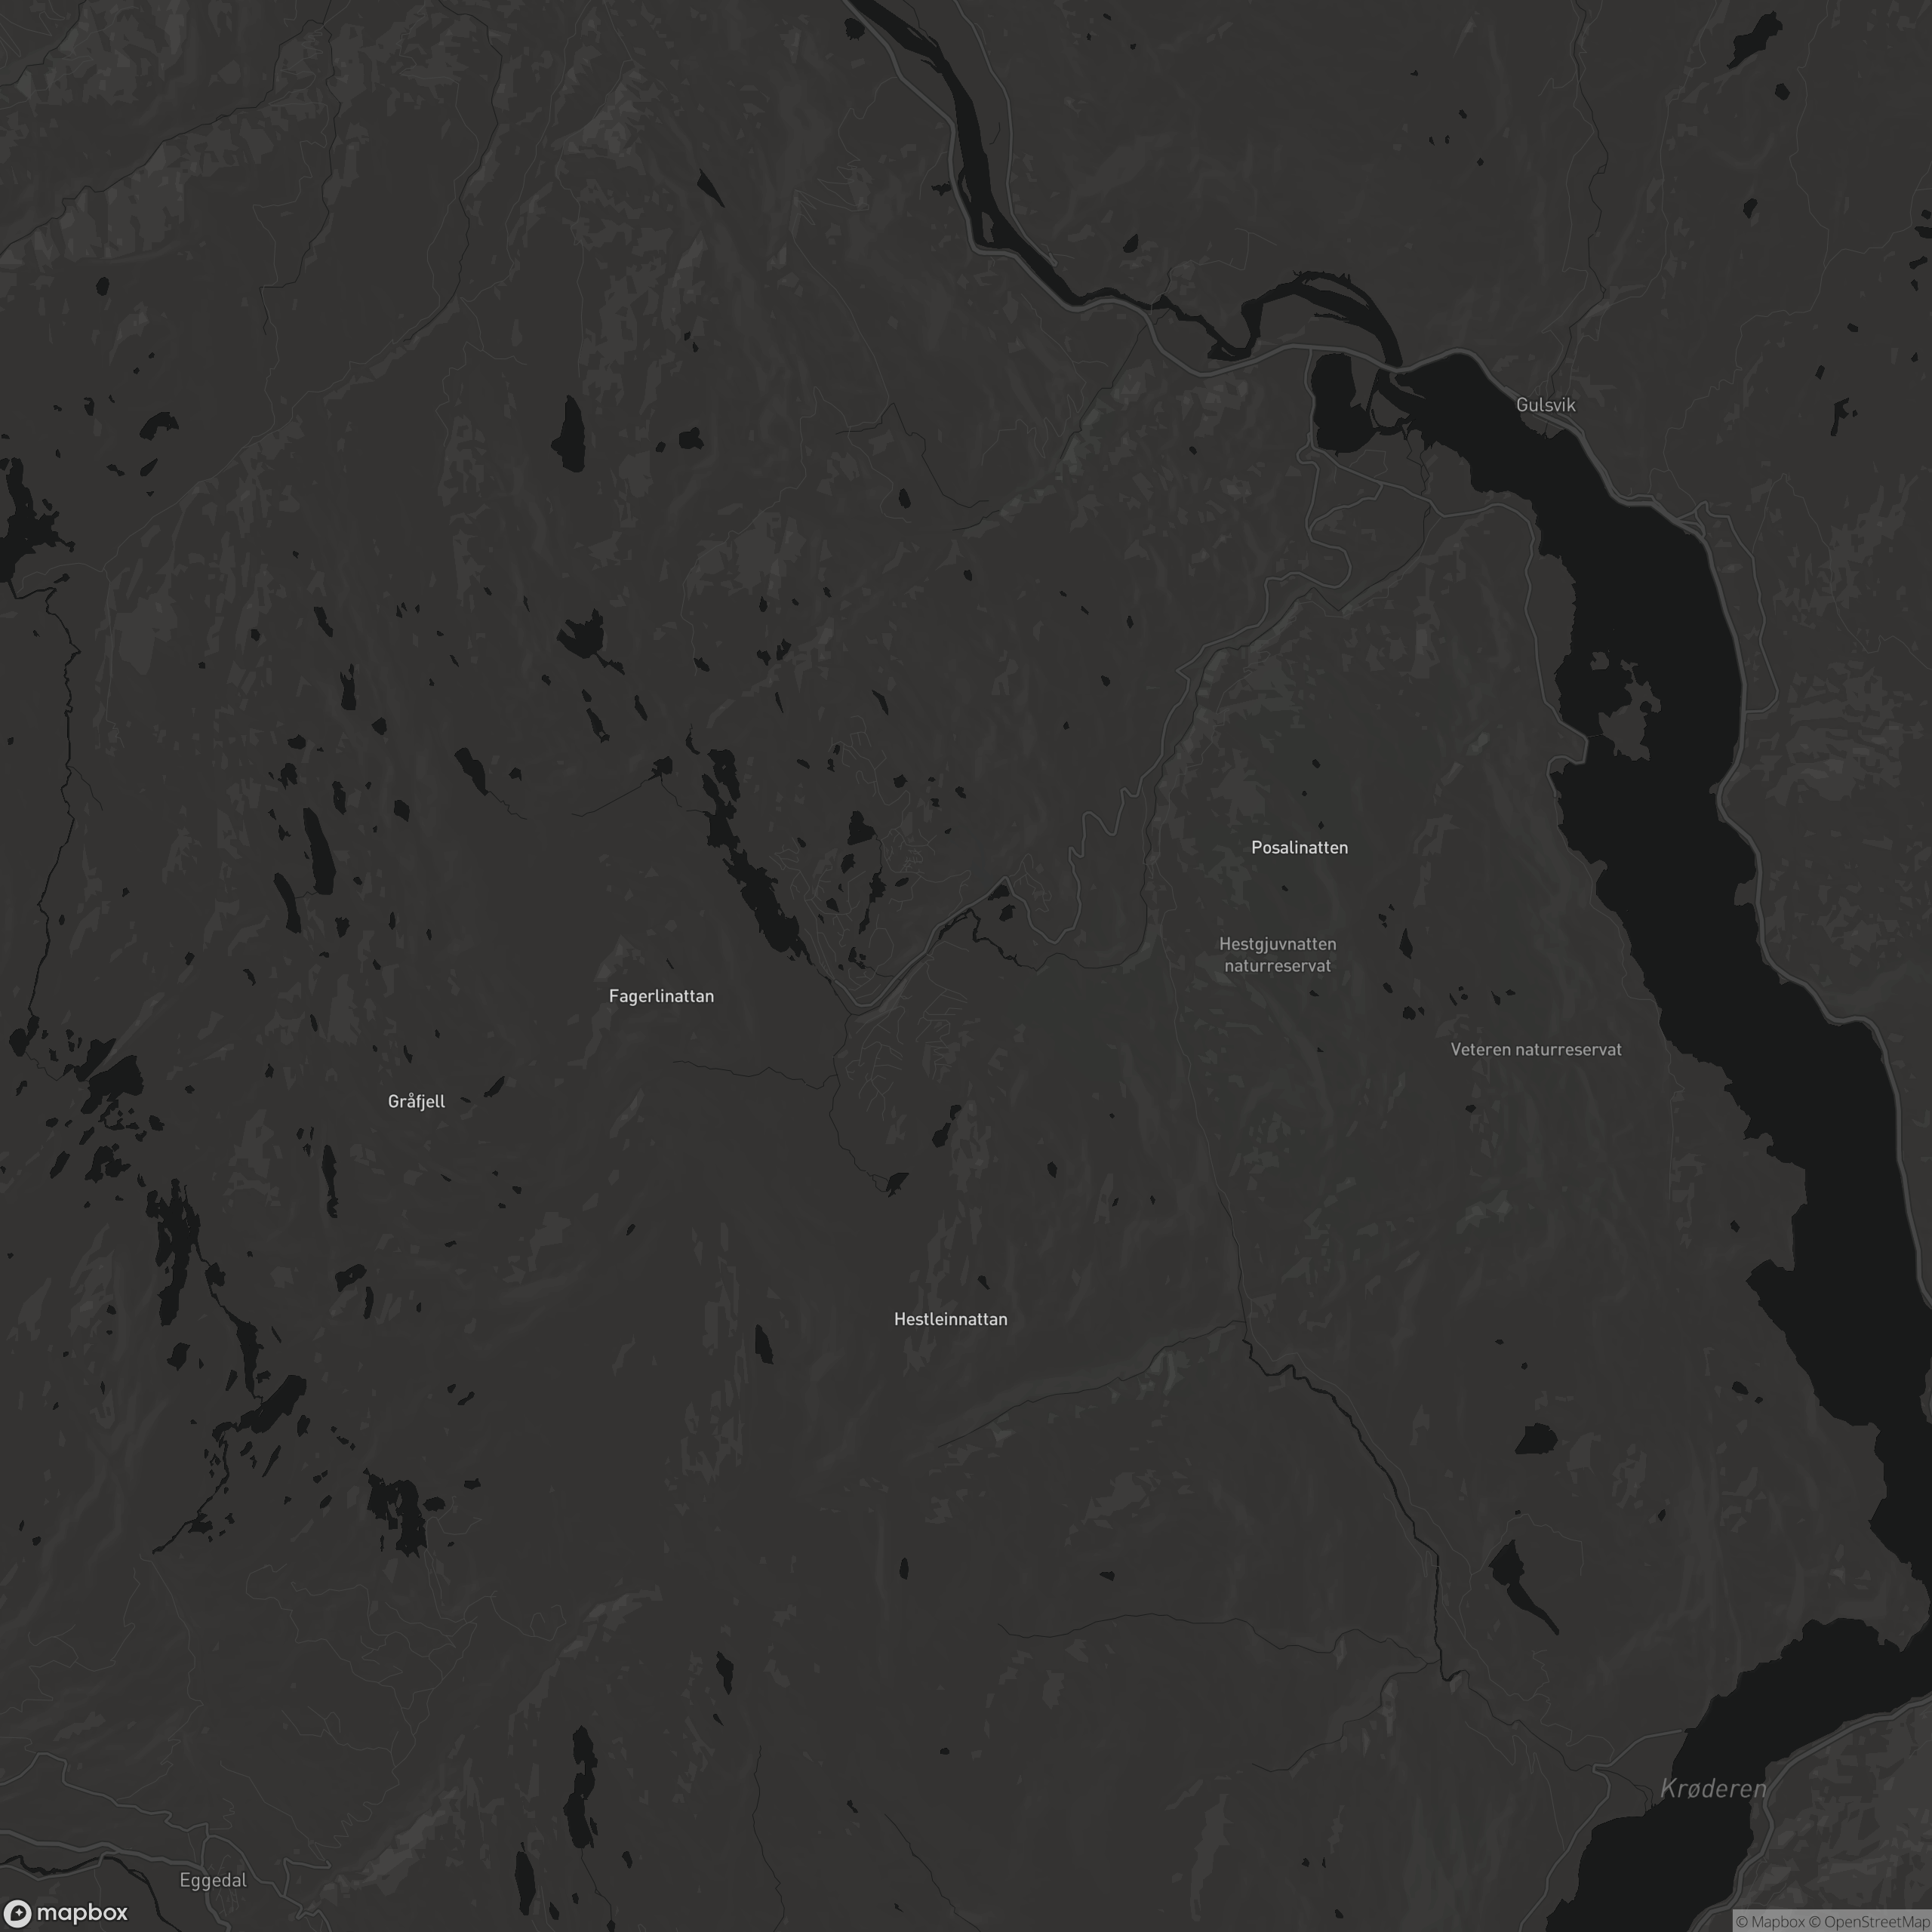 Gulsvik
Posalinatten
Hestgjuvnatten
naturreservat
Fagerlinattan
Veteren naturreservat
Gråfjell
Hestleinnattan
Krøderen
Eggedal
mapbox
© Mapbox © OpenStreetMap